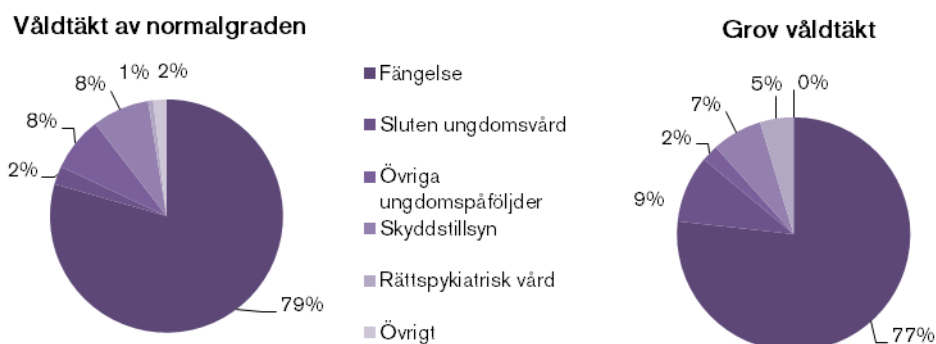 Våldtäkt av normalgraden
8%
1%
2%
8%
2%
79%
Fängelse
Sluten ungdomsvård
Övriga
ungdomspåföljder
Skyddstillsyn
Rättspykiatrisk vård
Övrigt
Grov våldtäkt
5%
0%
7%
2%
9%
77%